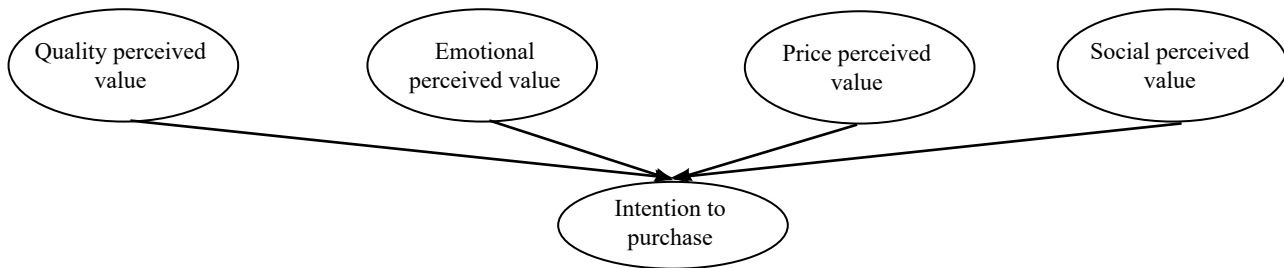 Quality perceived
value
Emotional
perceived value
Price perceived
value
Social perceived
value
Intention to
purchase